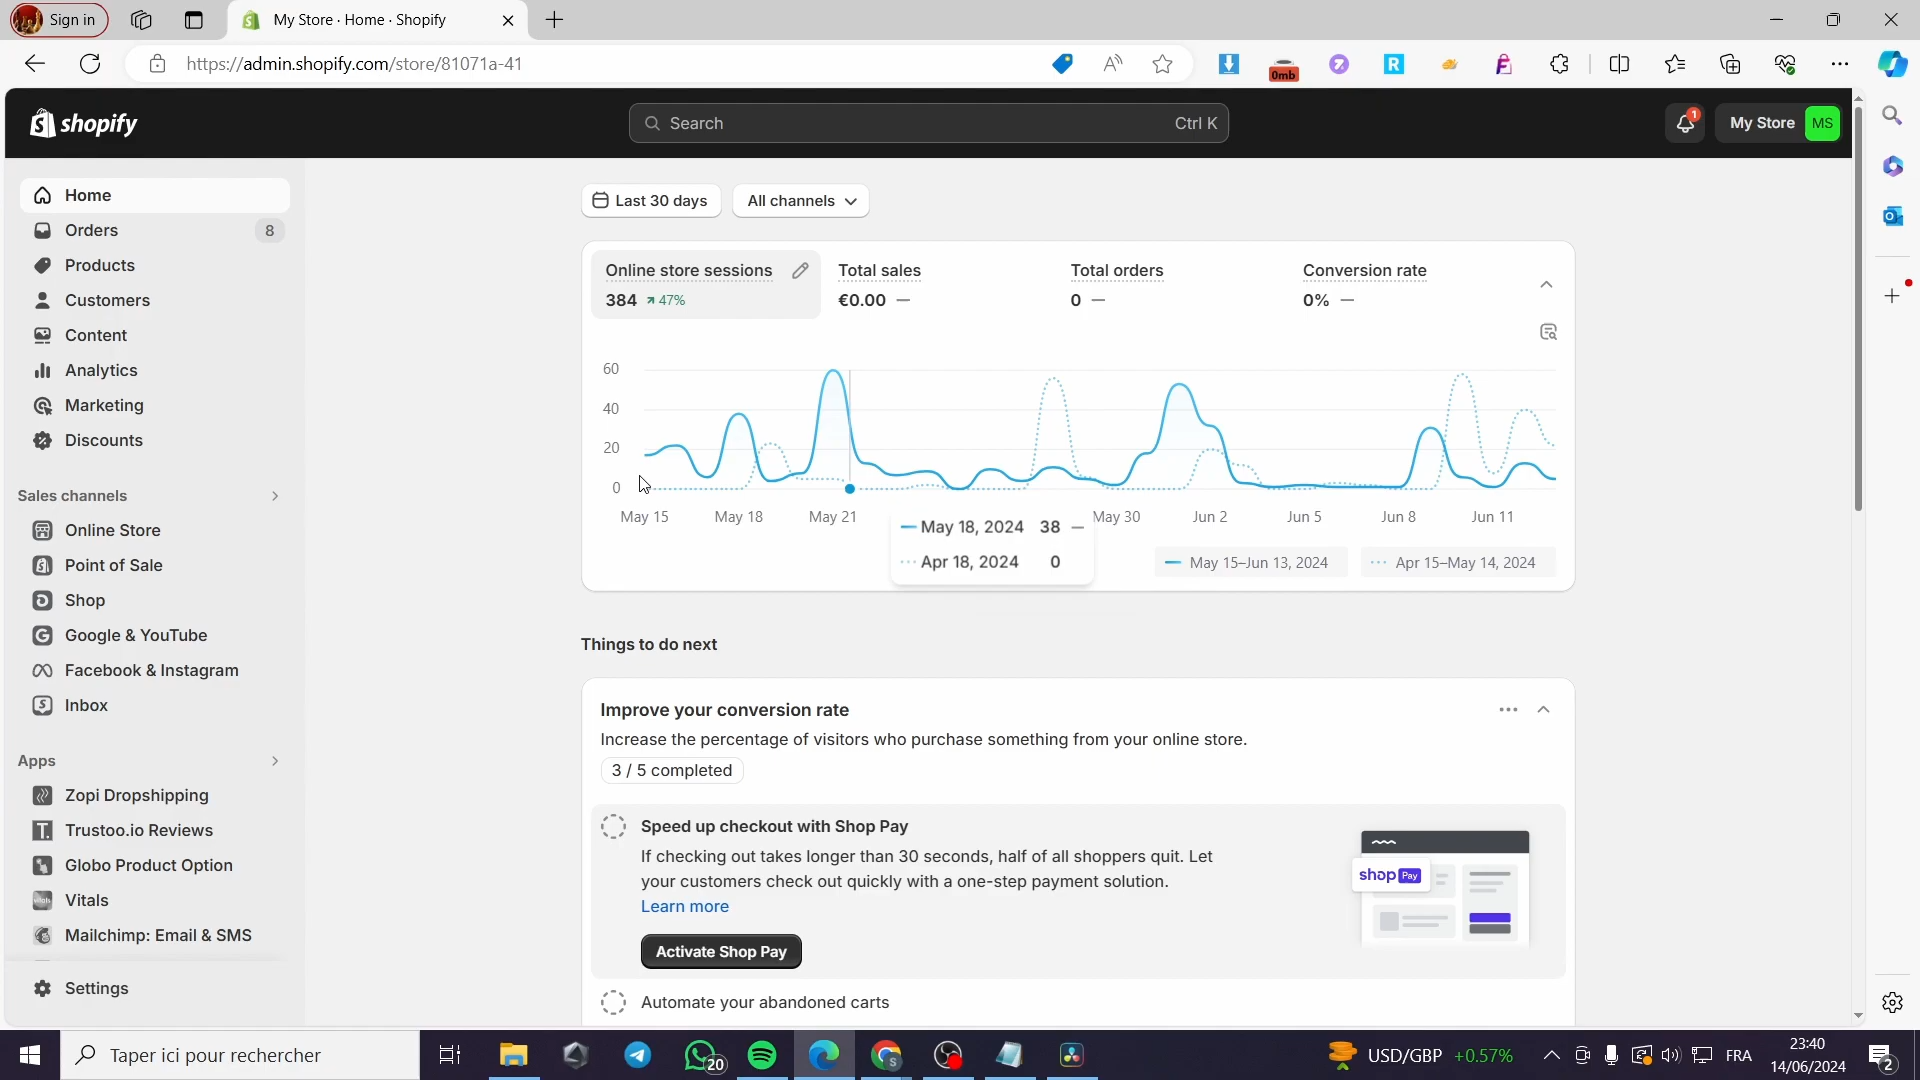 Sign in
My Store · Home · Shopify
https://admin.shopify.com/store/81071a-41
0mb
shopify
Search
Ctrl K
1
My Store
MS
Home
Orders
8
Products
Customers
Content
Analytics
Marketing
Discounts
Sales channels
Online Store
Point of Sale
Shop
Google & YouTube
Facebook & Instagram
Inbox
Apps
Zopi Dropshipping
Trustoo.io Reviews
Globo Product Option
Vitals
Mailchimp: Email & SMS
Settings
Last 30 days
All channels
Online store sessions
384 47%
Total sales
€0.00 —
Total orders
0 —
Conversion rate
0% —
60
40
20
0
May 15
May 18
May 21
May 30
Jun 2
Jun 5
Jun 8
Jun 11
May 18, 2024 38 —
Apr 18, 2024 0
May 15–Jun 13, 2024
Apr 15–May 14, 2024
Things to do next
Improve your conversion rate
Increase the percentage of visitors who purchase something from your online store.
3 / 5 completed
Speed up checkout with Shop Pay
If checking out takes longer than 30 seconds, half of all shoppers quit. Let
your customers check out quickly with a one-step payment solution.
Learn more
shop Pay
Activate Shop Pay
Automate your abandoned carts
Taper ici pour rechercher
20
USD/GBP +0.57%
FRA
23:40
14/06/2024
2